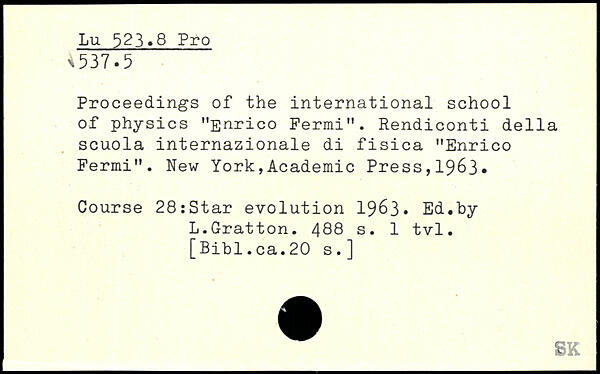 Lu 523.8 Pro
537.5
Proceedings of the international school
of physics "Enrico Fermi". Rendiconti della
scuola internazionale di fisica "Enrico
Fermi". New York,Academic Press,1963.
Course 28:Star evolution 1963. Ed.by
L.Gratton. 488 s. 1 tvl.
[Bibl.ca.20 s.]
SK